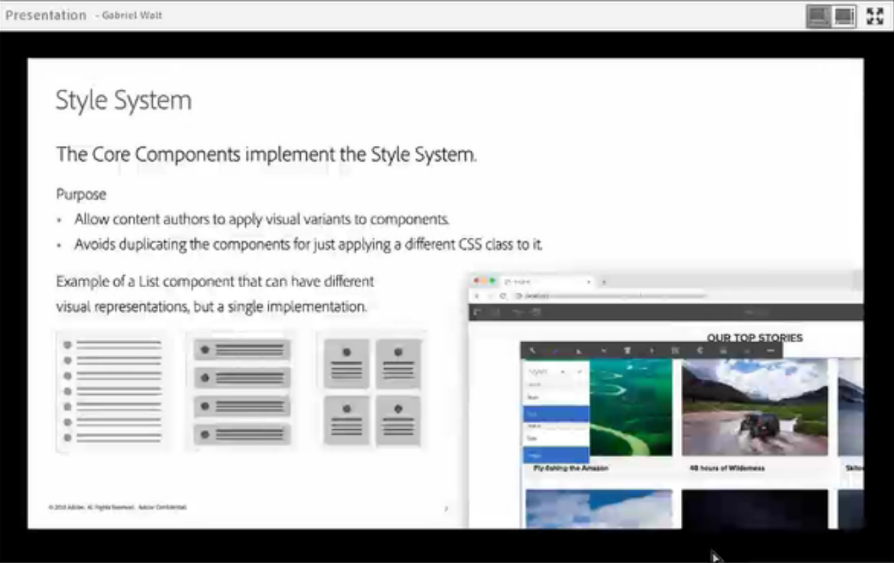 Presentation - Gabriel Walt
Style System
The Core Components implement the Style System.
Purpose
• Allow content authors to apply visual variants to components.
• Avoids duplicating the components for just applying a different CSS class to it.
Example of a List component that can have different
visual representations, but a single implementation.
OUR TOP STORIES
Styles
Fly fishing the Amazon
48 hours of Wilderness
© 2018 Adobe. All Rights Reserved. Adobe Confidential.